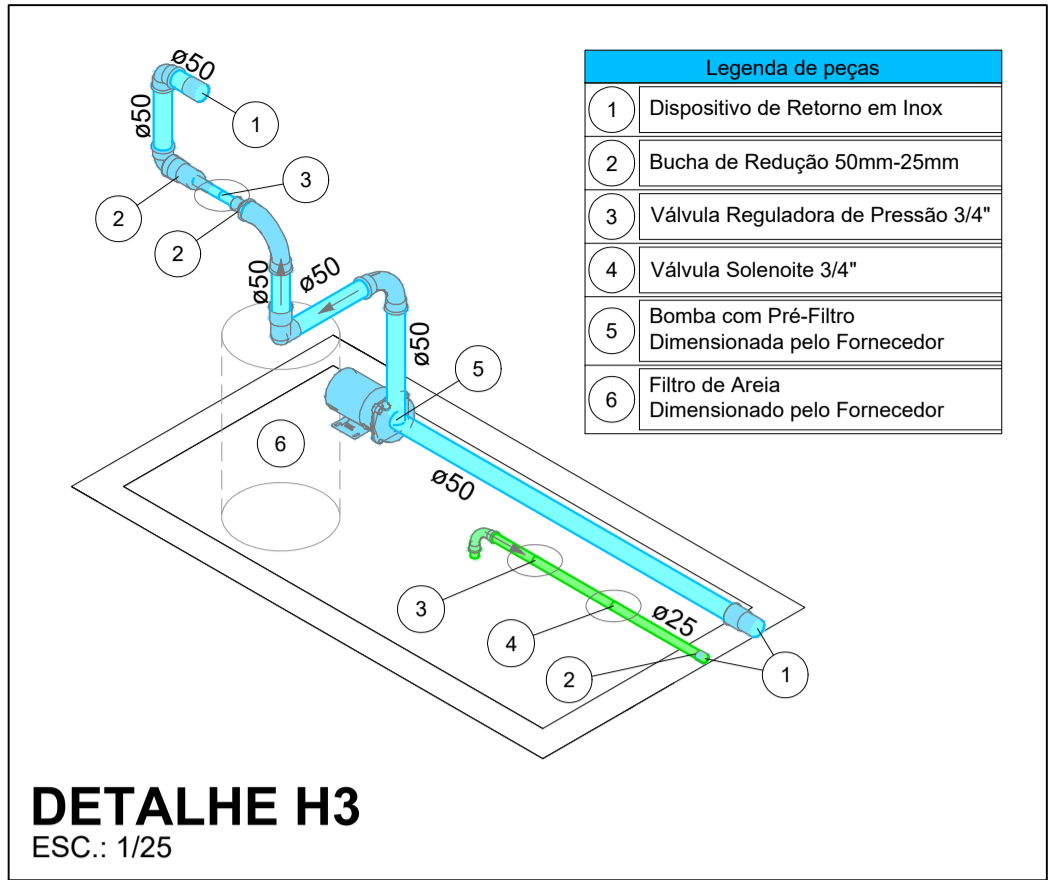 Legenda de peças
1 Dispositivo de Retorno em Inox
2 Bucha de Redução 50mm-25mm
3 Válvula Reguladora de Pressão 3/4"
4 Válvula Solenoite 3/4"
5 Bomba com Pré-Filtro
Dimensionada pelo Fornecedor
6 Filtro de Areia
Dimensionado pelo Fornecedor
ø50
ø50
1
3
2
2
ø50
ø50
ø50
5
6
ø50
3
4
ø25
2
1
DETALHE H3
ESC.: 1/25